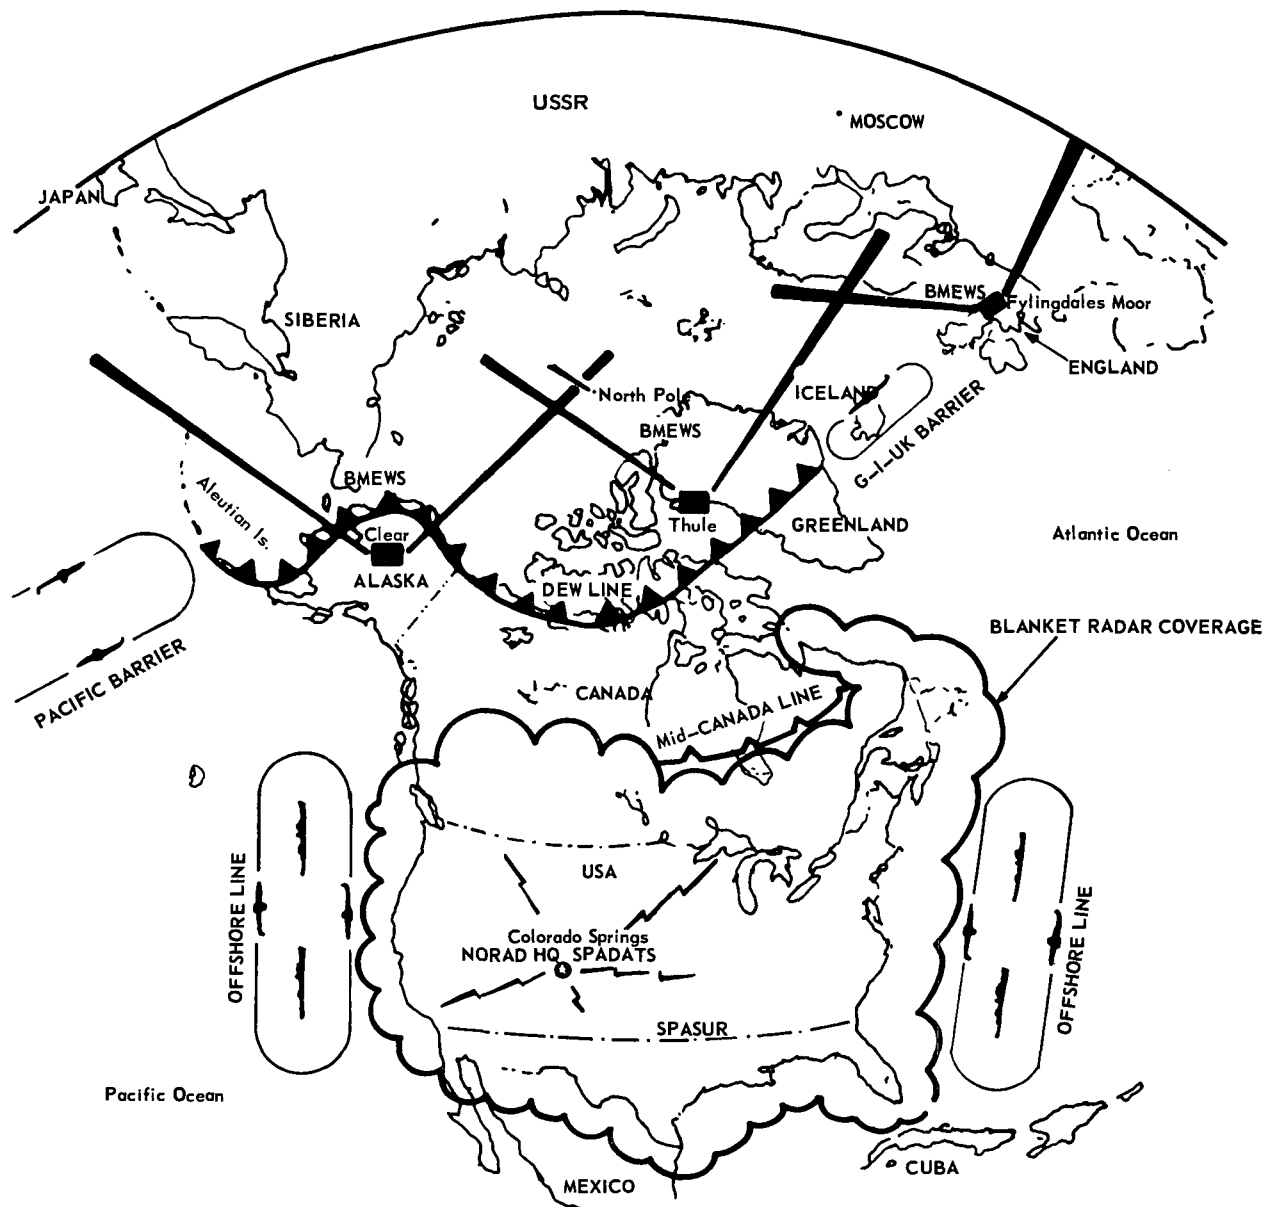 USSR
MOSCOW
JAPAN
SIBERIA
BMEWS
Fylingdales Moor
ENGLAND
North Pole
ICELAND
G-I-UK BARRIER
BMEWS
BMEWS
Aleutian Is.
Clear
ALASKA
Thule
GREENLAND
Atlantic Ocean
DEW LINE
BLANKET RADAR COVERAGE
PACIFIC BARRIER
CANADA
Mid-CANADA LINE
OFFSHORE LINE
USA
OFFSHORE LINE
Colorado Springs
NORAD HQ SPADATS
SPASUR
Pacific Ocean
CUBA
MEXICO